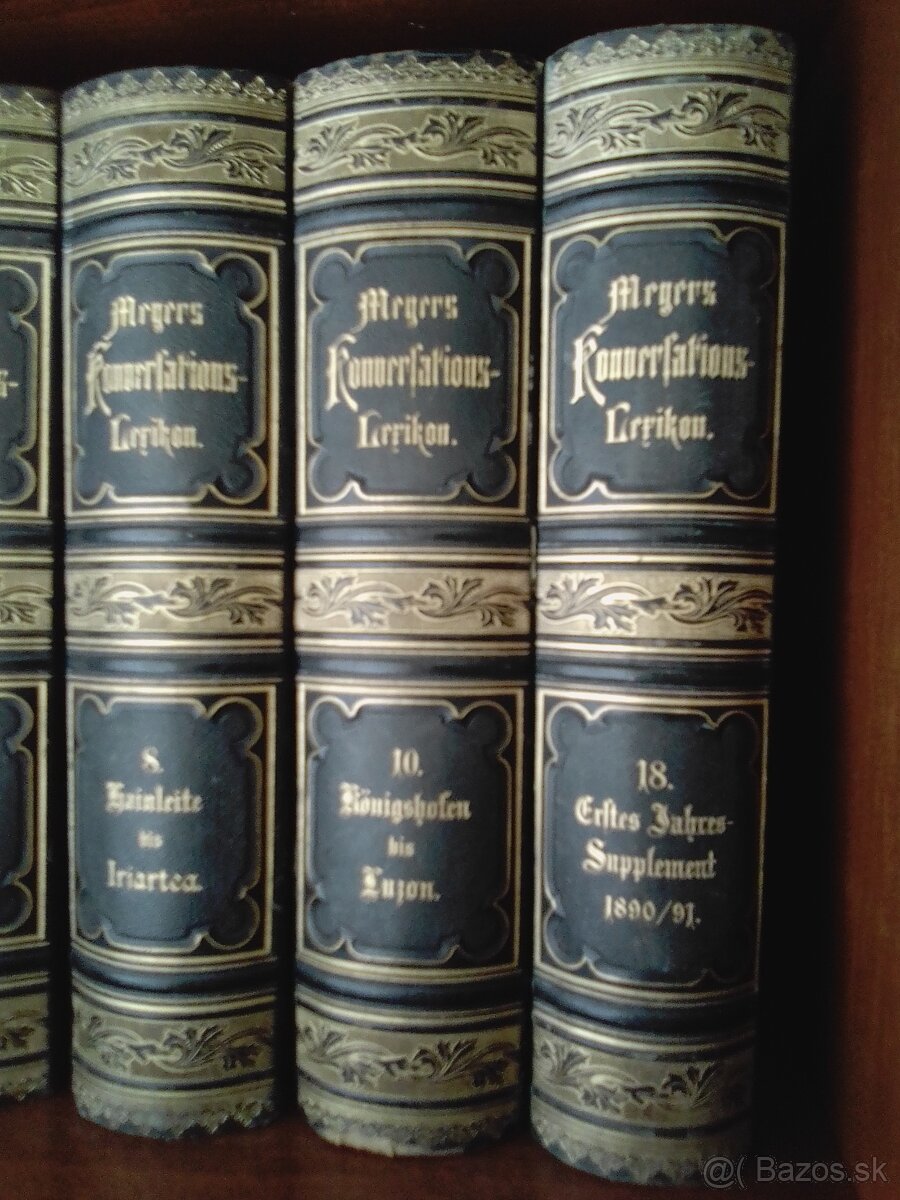 s-
Meyers
Konversations-
Lexikon.
8.
Hainleite
bis
Iriartea.
Meyers
Konversations-
Lexikon.
10.
Königshofen
bis
Luzon.
Meyers
Konversations-
Lexikon.
18.
Erstes Jahres-
Supplement
1890/91.
@( Bazos.sk